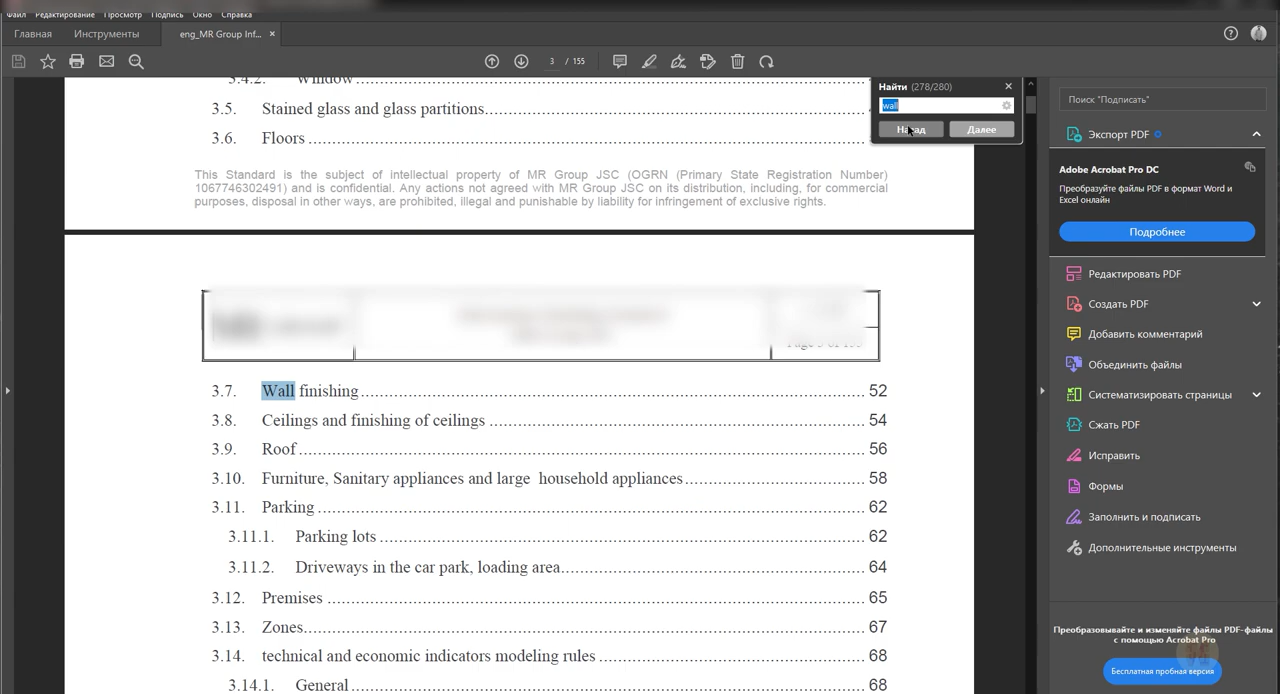 Файл Редактирование Просмотр Подпись Окно Справка
Главная Инструменты eng_MR Group Inf... ×
3 / 155
3.4.2. Window
3.5. Stained glass and glass partitions
3.6. Floors
This Standard is the subject of intellectual property of MR Group JSC (OGRN (Primary State Registration Number)
1067746302491) and is confidential. Any actions not agreed with MR Group JSC on its distribution, including, for commercial
purposes, disposal in other ways, are prohibited, illegal and punishable by liability for infringement of exclusive rights.
3.7. Wall finishing 52
3.8. Ceilings and finishing of ceilings 54
3.9. Roof 56
3.10. Furniture, Sanitary appliances and large household appliances 58
3.11. Parking 62
3.11.1. Parking lots 62
3.11.2. Driveways in the car park, loading area 64
3.12. Premises 65
3.13. Zones 67
3.14. technical and economic indicators modeling rules 68
3.14.1. General 68
Найти (278/280)
wall
Назад Далее
Поиск "Подписать"
Экспорт PDF
Adobe Acrobat Pro DC
Преобразуйте файлы PDF в формат Word и
Excel онлайн
Подробнее
Редактировать PDF
Создать PDF
Добавить комментарий
Объединить файлы
Систематизировать страницы
Сжать PDF
Исправить
Формы
Заполнить и подписать
Дополнительные инструменты
Преобразовывайте и изменяйте файлы PDF-файлы
с помощью Acrobat Pro
Бесплатная пробная версия